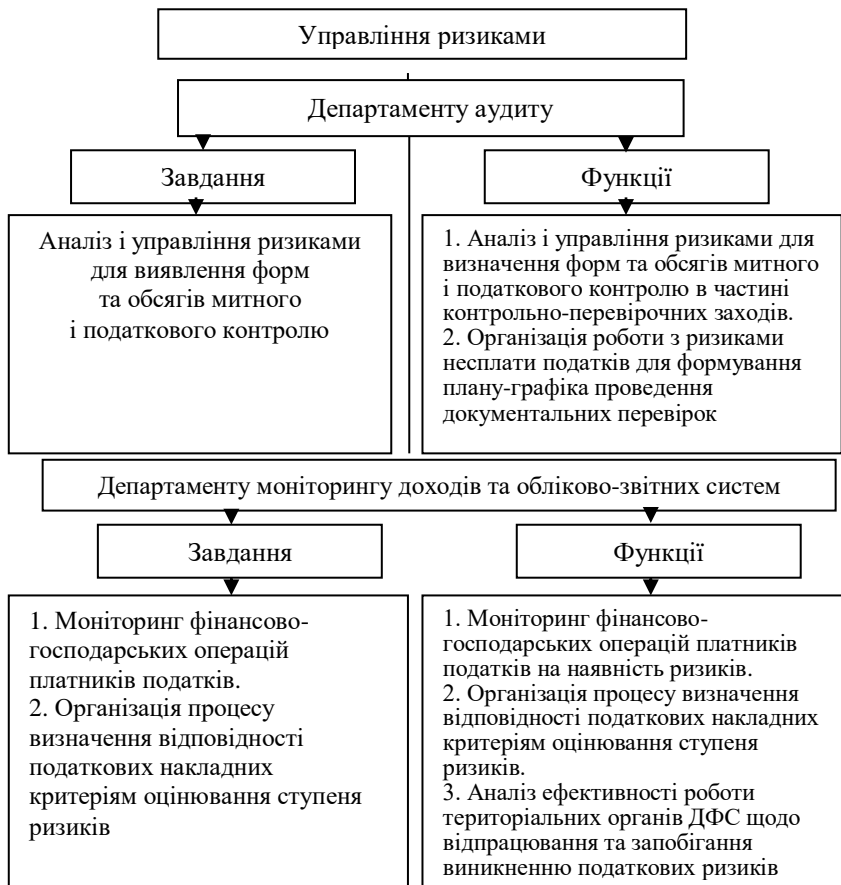 Управління ризиками
Департаменту аудиту
Завдання
Функції
Аналіз і управління ризиками
для виявлення форм
та обсягів митного
і податкового контролю
1. Аналіз і управління ризиками для
визначення форм та обсягів митного
і податкового контролю в частині
контрольно-перевірочних заходів.
2. Організація роботи з ризиками
несплати податків для формування
плану-графіка проведення
документальних перевірок
Департаменту моніторингу доходів та обліково-звітних систем
Завдання
Функції
1. Моніторинг фінансово-
господарських операцій
платників податків.
2. Організація процесу
визначення відповідності
податкових накладних
критеріям оцінювання ступеня
ризиків
1. Моніторинг фінансово-
господарських операцій платників
податків на наявність ризиків.
2. Організація процесу визначення
відповідності податкових накладних
критеріям оцінювання ступеня
ризиків.
3. Аналіз ефективності роботи
територіальних органів ДФС щодо
відпрацювання та запобігання
виникненню податкових ризиків